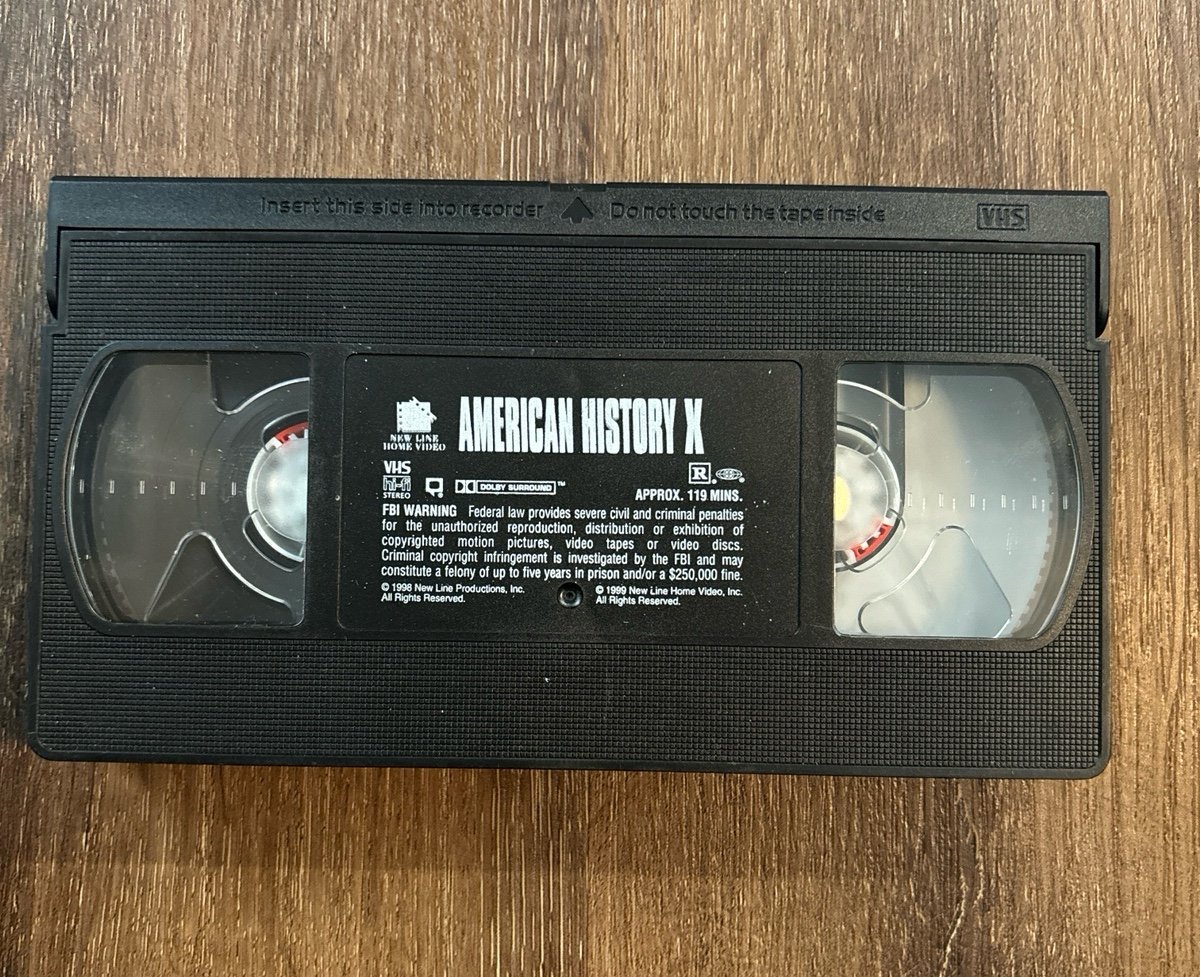 Insert this side into recorder Do not touch the tape inside VHS
NEW LINE
HOME VIDEO
AMERICAN HISTORY X
VHS
hi-fi
STEREO
DOLBY SURROUND™
R
APPROX. 119 MINS.
FBI WARNING Federal law provides severe civil and criminal penalties
for the unauthorized reproduction, distribution or exhibition of
copyrighted motion pictures, video tapes or video discs.
Criminal copyright infringement is investigated by the FBI and may
constitute a felony of up to five years in prison and/or a $250,000 fine.
© 1998 New Line Productions, Inc.
All Rights Reserved.
© 1999 New Line Home Video, Inc.
All Rights Reserved.